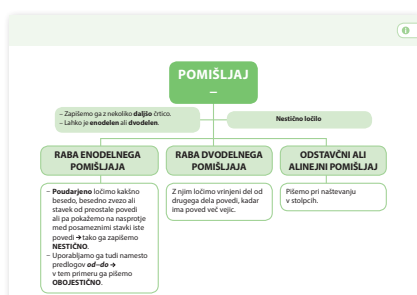 POMIŠLJAJ
–
– Zapišemo ga z nekoliko daljšo črtico.
– Lahko je enodelen ali dvodelen.
Nestično ločilo
RABA ENODELNEGA
POMIŠLJAJA
– Poudarjeno ločimo kakšno
besedo, besedno zvezo ali
stavek od preostale povedi
ali pa pokažemo na nasprotje
med posameznimi stavki iste
povedi → tako ga zapišemo
NESTIČNO.
– Uporabljamo ga tudi namesto
predlogov od–do →
v tem primeru ga pišemo
OBOJESTIČNO.
RABA DVODELNEGA
POMIŠLJAJA
Z njim ločimo vrinjeni del od
drugega dela povedi, kadar
ima poved več vejic.
ODSTAVČNI ALI
ALINEJNI POMIŠLJAJ
Pišemo pri naštevanju
v stolpcih.